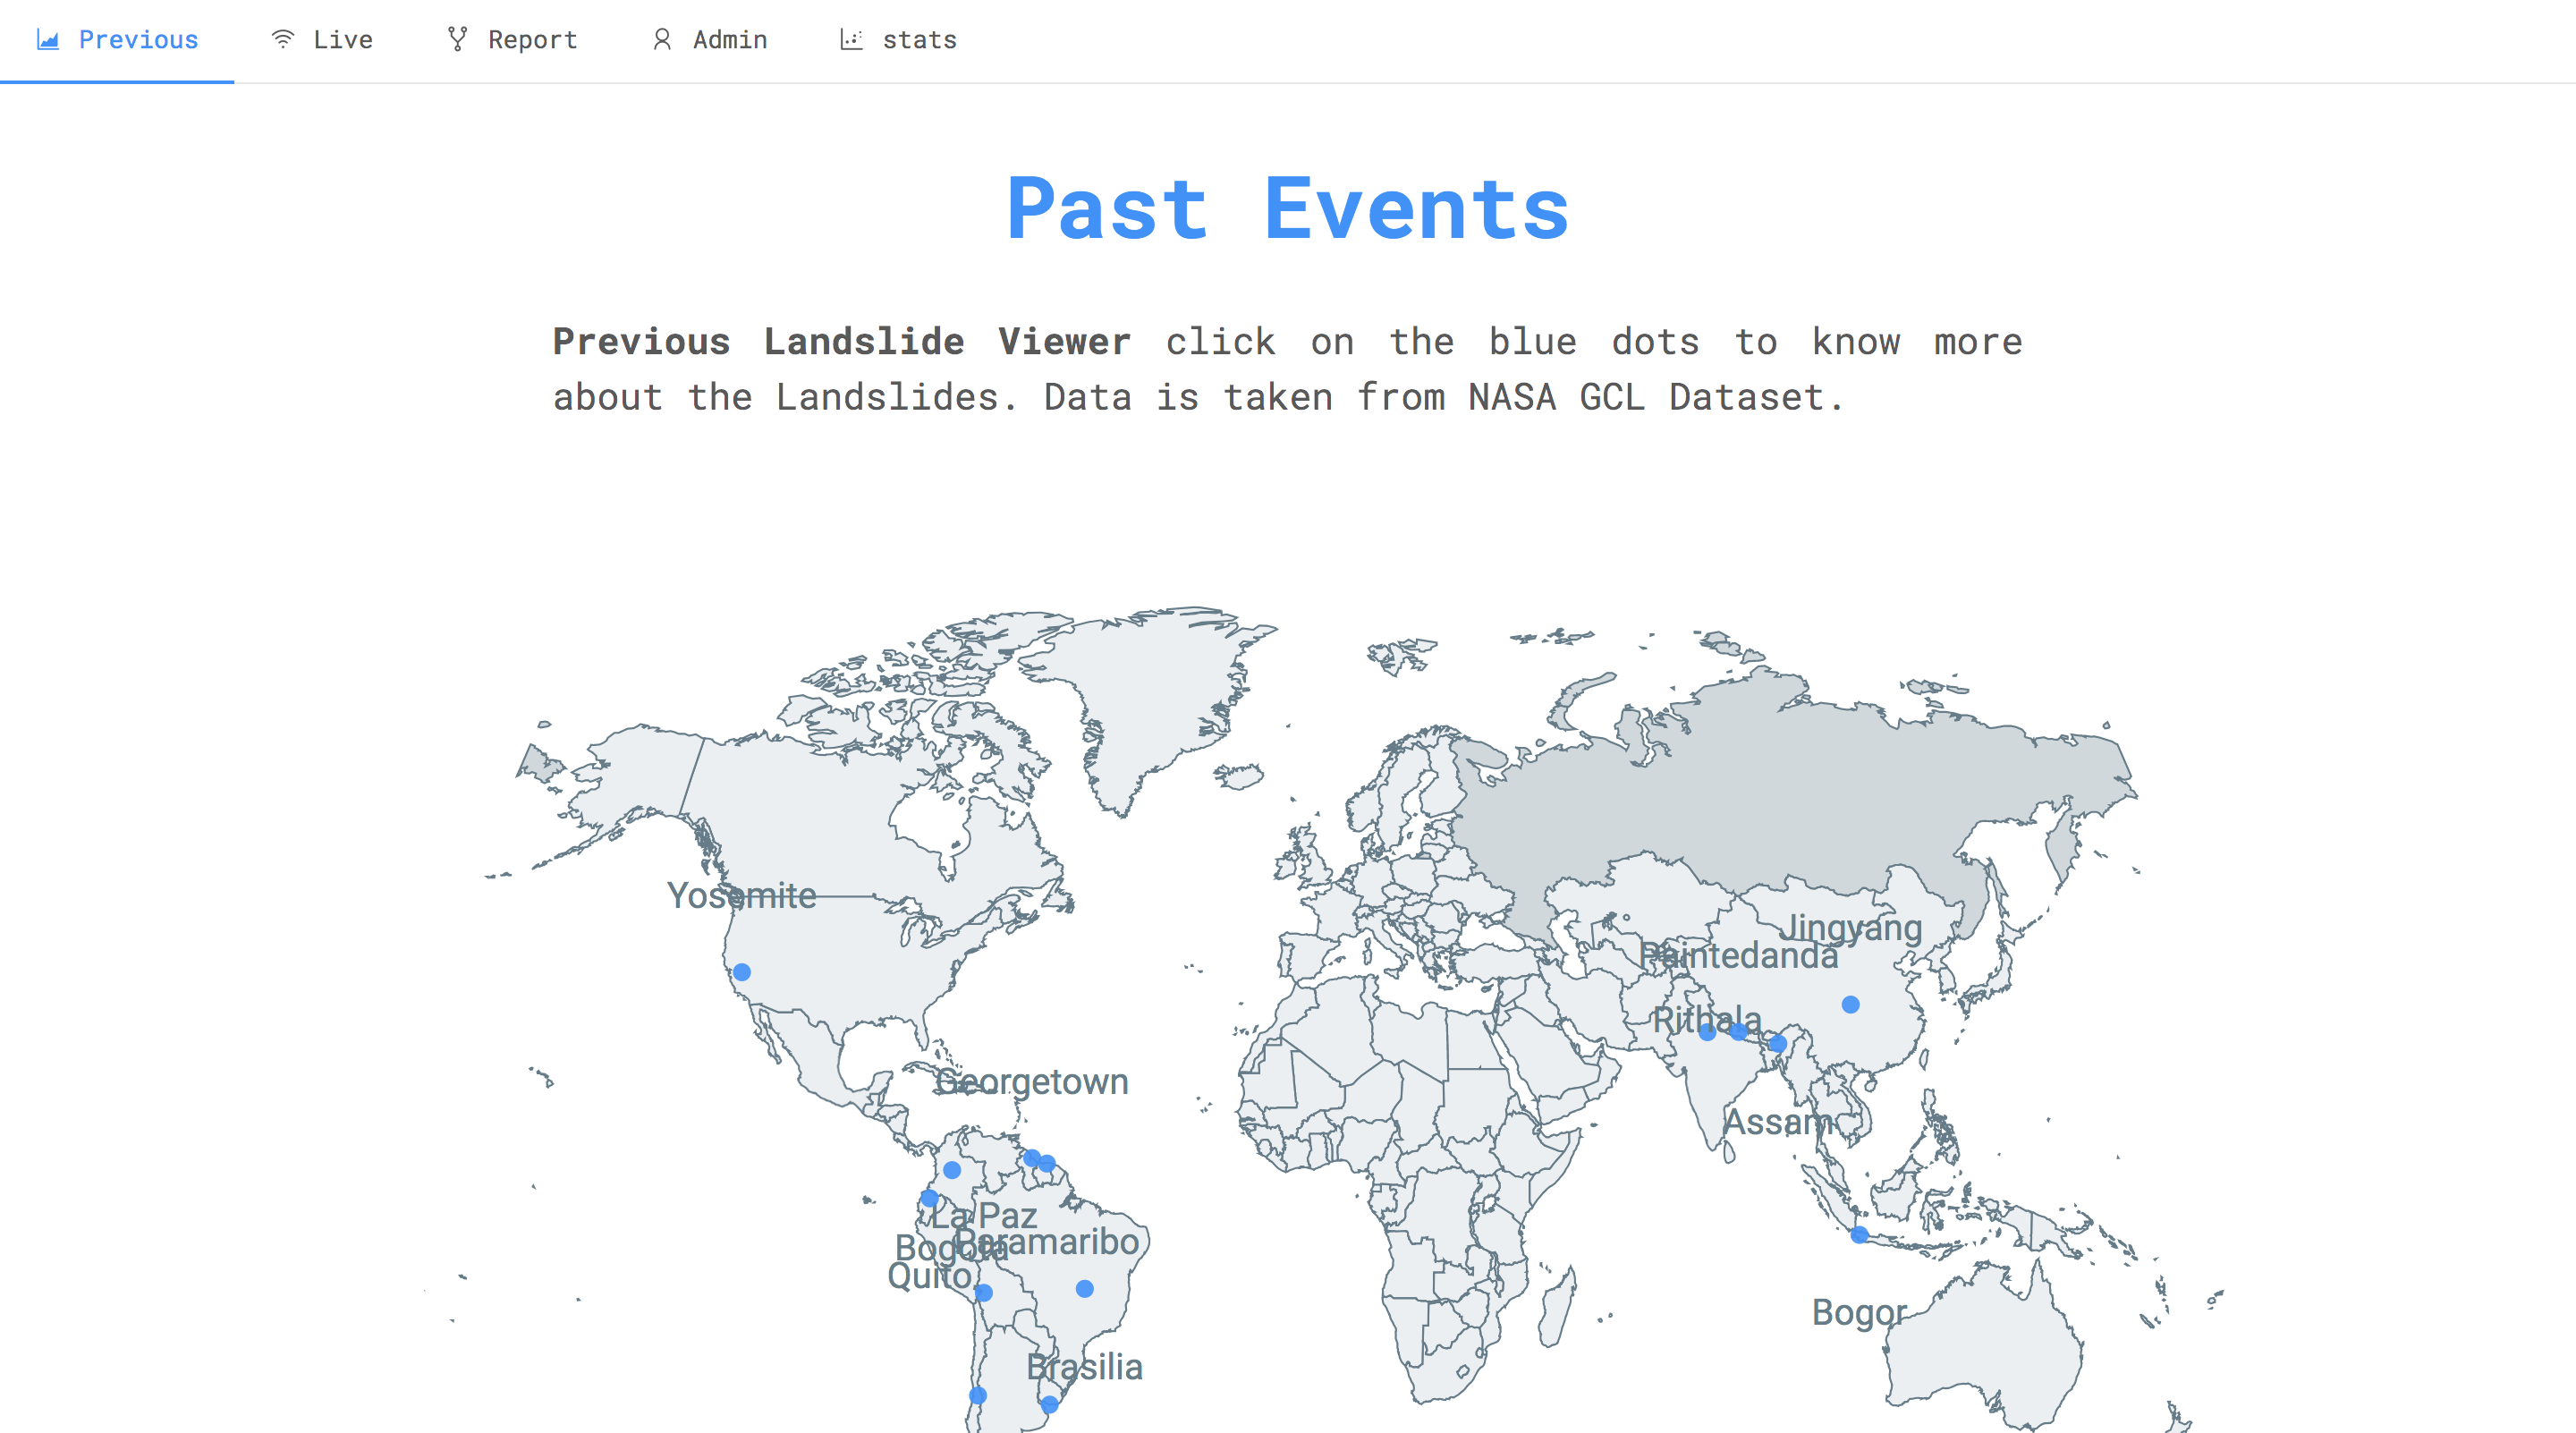 Previous Live Report Admin stats
Past Events
Previous Landslide Viewer click on the blue dots to know more
about the Landslides. Data is taken from NASA GCL Dataset.
Yosemite
Jingyang
Paintedanda
Rithala
Georgetown
Assam
La Paz
Paramaribo
Bogota
Quito
Bogor
Brasilia